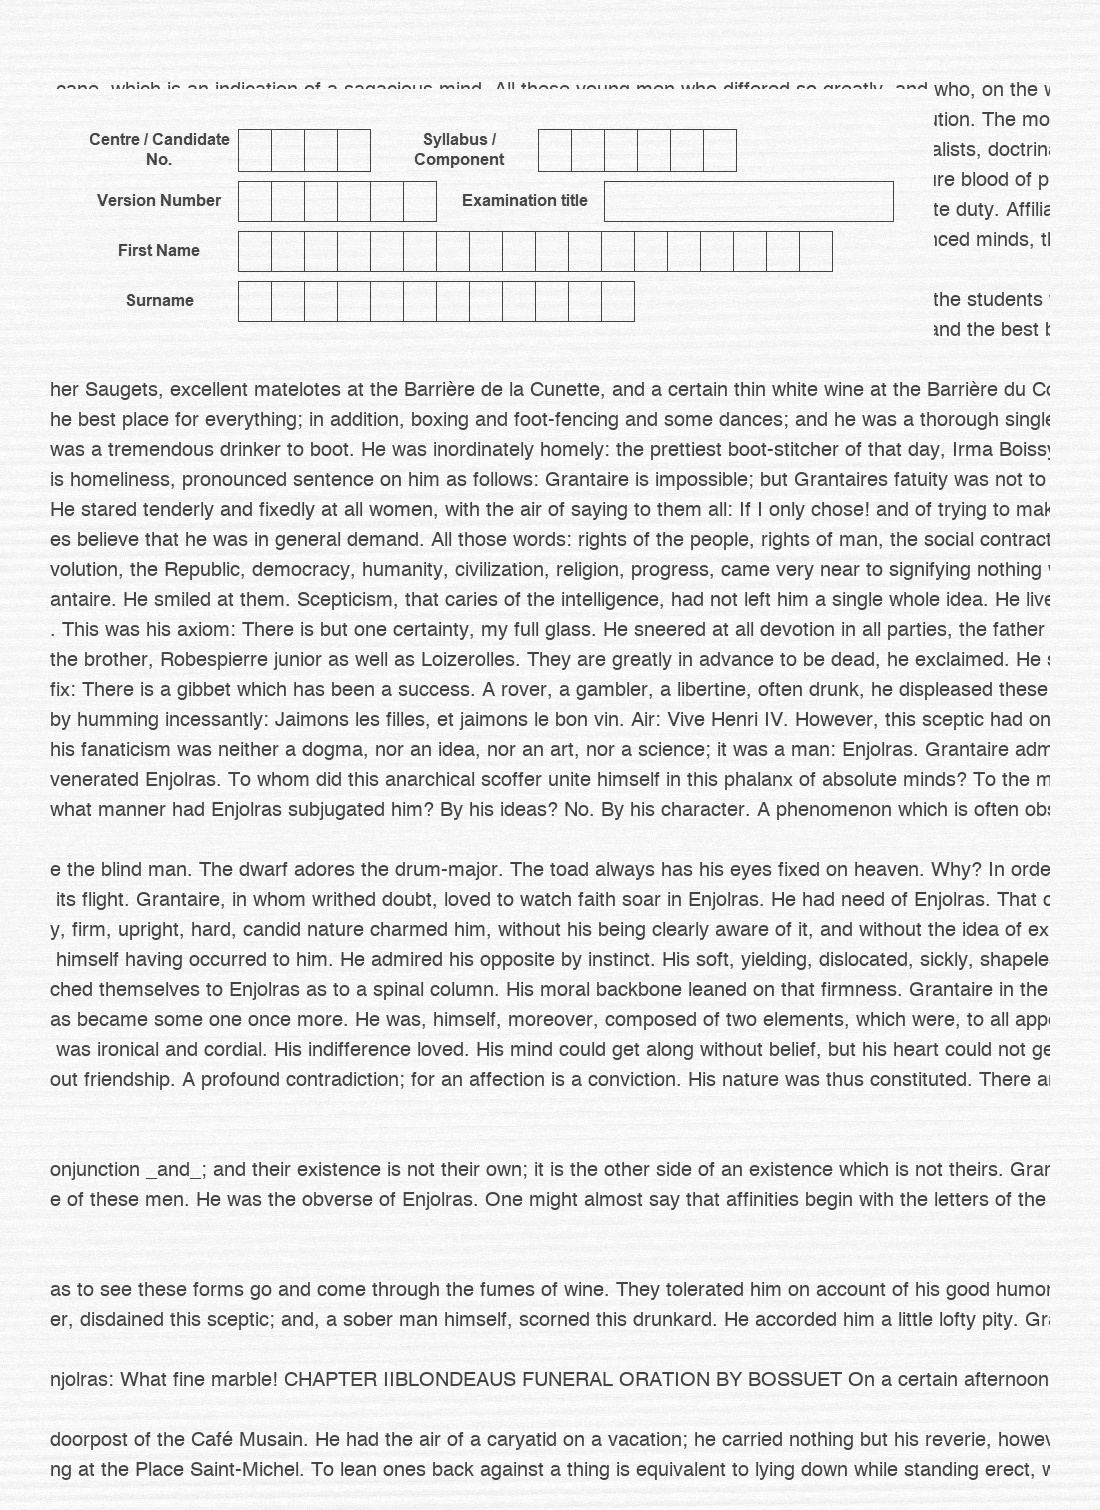 cane, which is an indication of a sagacious mind. All these young men who differed so greatly, and who, on the
The
Centre / Candidate No.
Syllabus / Component
doctrin
blood of
Version Number
Examination title
duty.
minds,
First Name
the students
Surname
the best
her Saugets, excellent matelotes at the Barrière de la Cunette, and a certain thin white wine at the Barrière du
he best place for everything; in addition, boxing and foot-fencing and some dances; and he was a thorough single
was a tremendous drinker to boot. He was inordinately homely: the prettiest boot-stitcher of that day, Irma Boissy
is homeliness, pronounced sentence on him as follows: Grantaire is impossible; but Grantaires fatuity was not to
He stared tenderly and fixedly at all women, with the air of saying to them all: If I only chose! and of trying to mak
es believe that he was in general demand. All those words: rights of the people, rights of man, the social contract
volution, the Republic, democracy, humanity, civilization, religion, progress, came very near to signifying nothing
antaire. He smiled at them. Scepticism, that caries of the intelligence, had not left him a single whole idea. He live
. This was his axiom: There is but one certainty, my full glass. He sneered at all devotion in all parties, the father
the brother, Robespierre junior as well as Loizerolles. They are greatly in advance to be dead, he exclaimed. He
fix: There is a gibbet which has been a success. A rover, a gambler, a libertine, often drunk, he displeased these
by humming incessantly: Jaimons les filles, et jaimons le bon vin. Air: Vive Henri IV. However, this sceptic had on
his fanaticism was neither a dogma, nor an idea, nor an art, nor a science; it was a man: Enjolras. Grantaire adm
venerated Enjolras. To whom did this anarchical scoffer unite himself in this phalanx of absolute minds? To the m
what manner had Enjolras subjugated him? By his ideas? No. By his character. A phenomenon which is often obs
e the blind man. The dwarf adores the drum-major. The toad always has his eyes fixed on heaven. Why? In orde
its flight. Grantaire, in whom writhed doubt, loved to watch faith soar in Enjolras. He had need of Enjolras. That
y, firm, upright, hard, candid nature charmed him, without his being clearly aware of it, and without the idea of ex
himself having occurred to him. He admired his opposite by instinct. His soft, yielding, dislocated, sickly, shapele
ched themselves to Enjolras as to a spinal column. His moral backbone leaned on that firmness. Grantaire in the
as became some one once more. He was, himself, moreover, composed of two elements, which were, to all
was ironical and cordial. His indifference loved. His mind could get along without belief, but his heart could not ge
out friendship. A profound contradiction; for an affection is a conviction. His nature was thus constituted. There
onjunction _and_; and their existence is not their own; it is the other side of an existence which is not theirs. Gran
e of these men. He was the obverse of Enjolras. One might almost say that affinities begin with the letters of the
as to see these forms go and come through the fumes of wine. They tolerated him on account of his good humor
er, disdained this sceptic; and, a sober man himself, scorned this drunkard. He accorded him a little lofty pity.
njolras: What fine marble! CHAPTER IIBLONDEAUS FUNERAL ORATION BY BOSSUET On a certain afternoon
doorpost of the Café Musain. He had the air of a caryatid on a vacation; he carried nothing but his reverie, howev
ng at the Place Saint-Michel. To lean ones back against a thing is equivalent to lying down while standing erect,